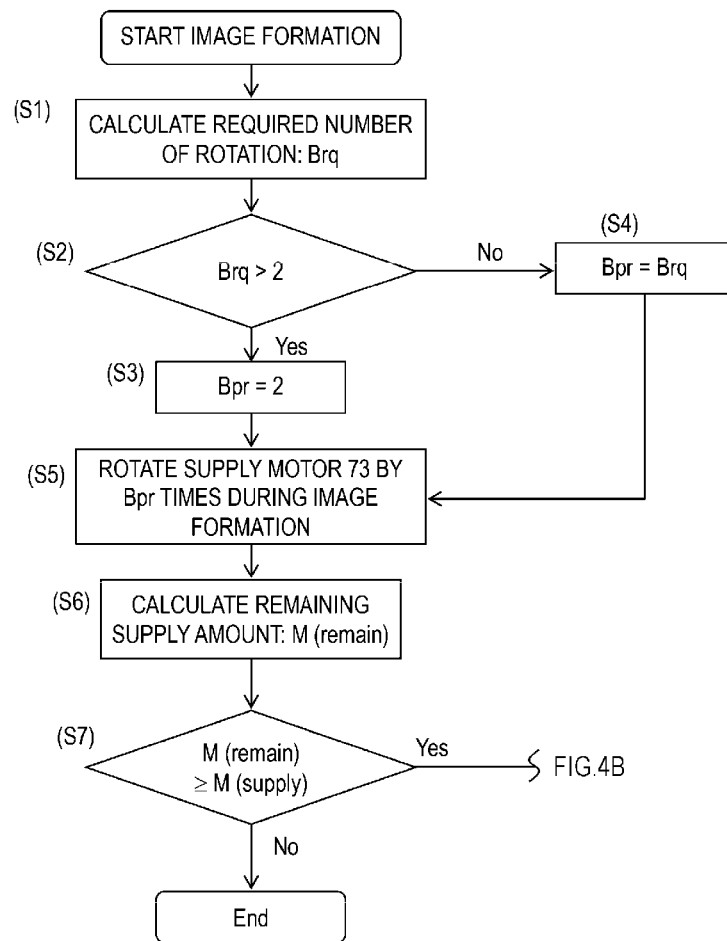 START IMAGE FORMATION
(S1)
CALCULATE REQUIRED NUMBER
OF ROTATION: Brq
(S2)
Brq > 2
No
(S4)
Bpr = Brq
Yes
(S3)
Bpr = 2
(S5)
ROTATE SUPPLY MOTOR 73 BY
Bpr TIMES DURING IMAGE
FORMATION
(S6)
CALCULATE REMAINING
SUPPLY AMOUNT: M (remain)
(S7)
M (remain)
≥ M (supply)
Yes
FIG.4B
No
End